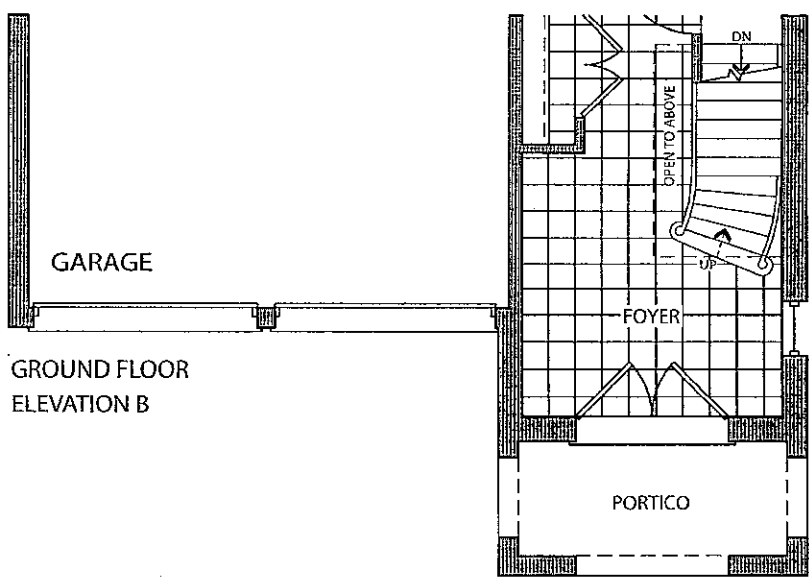 DN
OPEN TO ABOVE
GARAGE
UP
FOYER
GROUND FLOOR
ELEVATION B
PORTICO